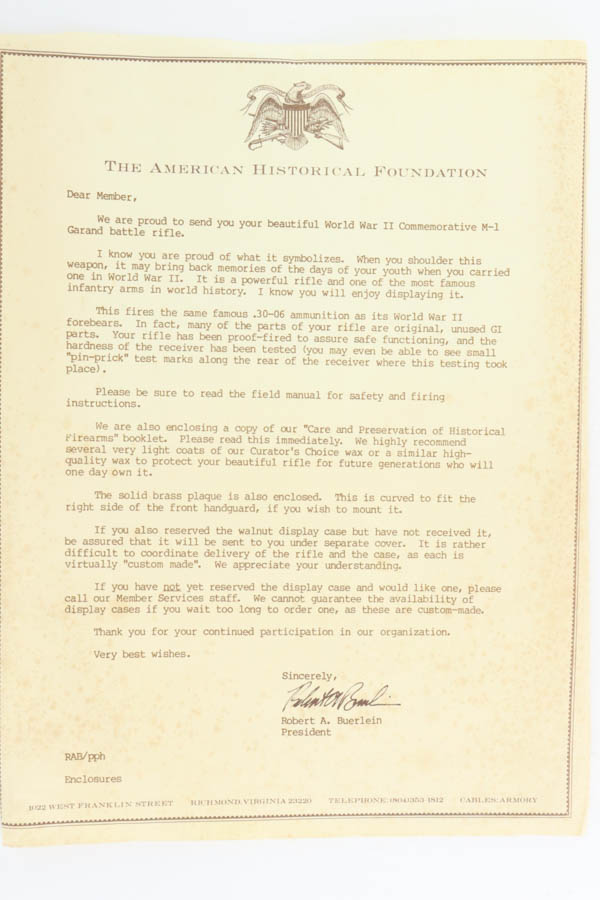 THE AMERICAN HISTORICAL FOUNDATION
Dear Member,
We are proud to send you your beautiful World War II Commemorative M-1
Garand battle rifle.
I know you are proud of what it symbolizes. When you shoulder this
weapon, it may bring back memories of the days of your youth when you carried
one in World War II. It is a powerful rifle and one of the most famous
infantry arms in world history. I know you will enjoy displaying it.
This fires the same famous .30-06 ammunition as its World War II
forebears. In fact, many of the parts of your rifle are original, unused GI
parts. Your rifle has been proof-fired to assure safe functioning, and the
hardness of the receiver has been tested (you may even be able to see small
"pin-prick" test marks along the rear of the receiver where this testing took
place).
Please be sure to read the field manual for safety and firing
instructions.
We are also enclosing a copy of our "Care and Preservation of Historical
Firearms" booklet. Please read this immediately. We highly recommend
several very light coats of our Curator's Choice wax or a similar high-
quality wax to protect your beautiful rifle for future generations who will
one day own it.
The solid brass plaque is also enclosed. This is curved to fit the
right side of the front handguard, if you wish to mount it.
If you also reserved the walnut display case but have not received it,
be assured that it will be sent to you under separate cover. It is rather
difficult to coordinate delivery of the rifle and the case, as each is
virtually "custom made". We appreciate your understanding.
If you have not yet reserved the display case and would like one, please
call our Member Services staff. We cannot guarantee the availability of
display cases if you wait too long to order one, as these are custom-made.
Thank you for your continued participation in our organization.
Very best wishes.
Sincerely,
Robert A. Buerlein
Robert A. Buerlein
President
RAB/pph
Enclosures
1022 WEST FRANKLIN STREET RICHMOND, VIRGINIA 23220 TELEPHONE: (804) 353-1812 CABLES: ARMORY